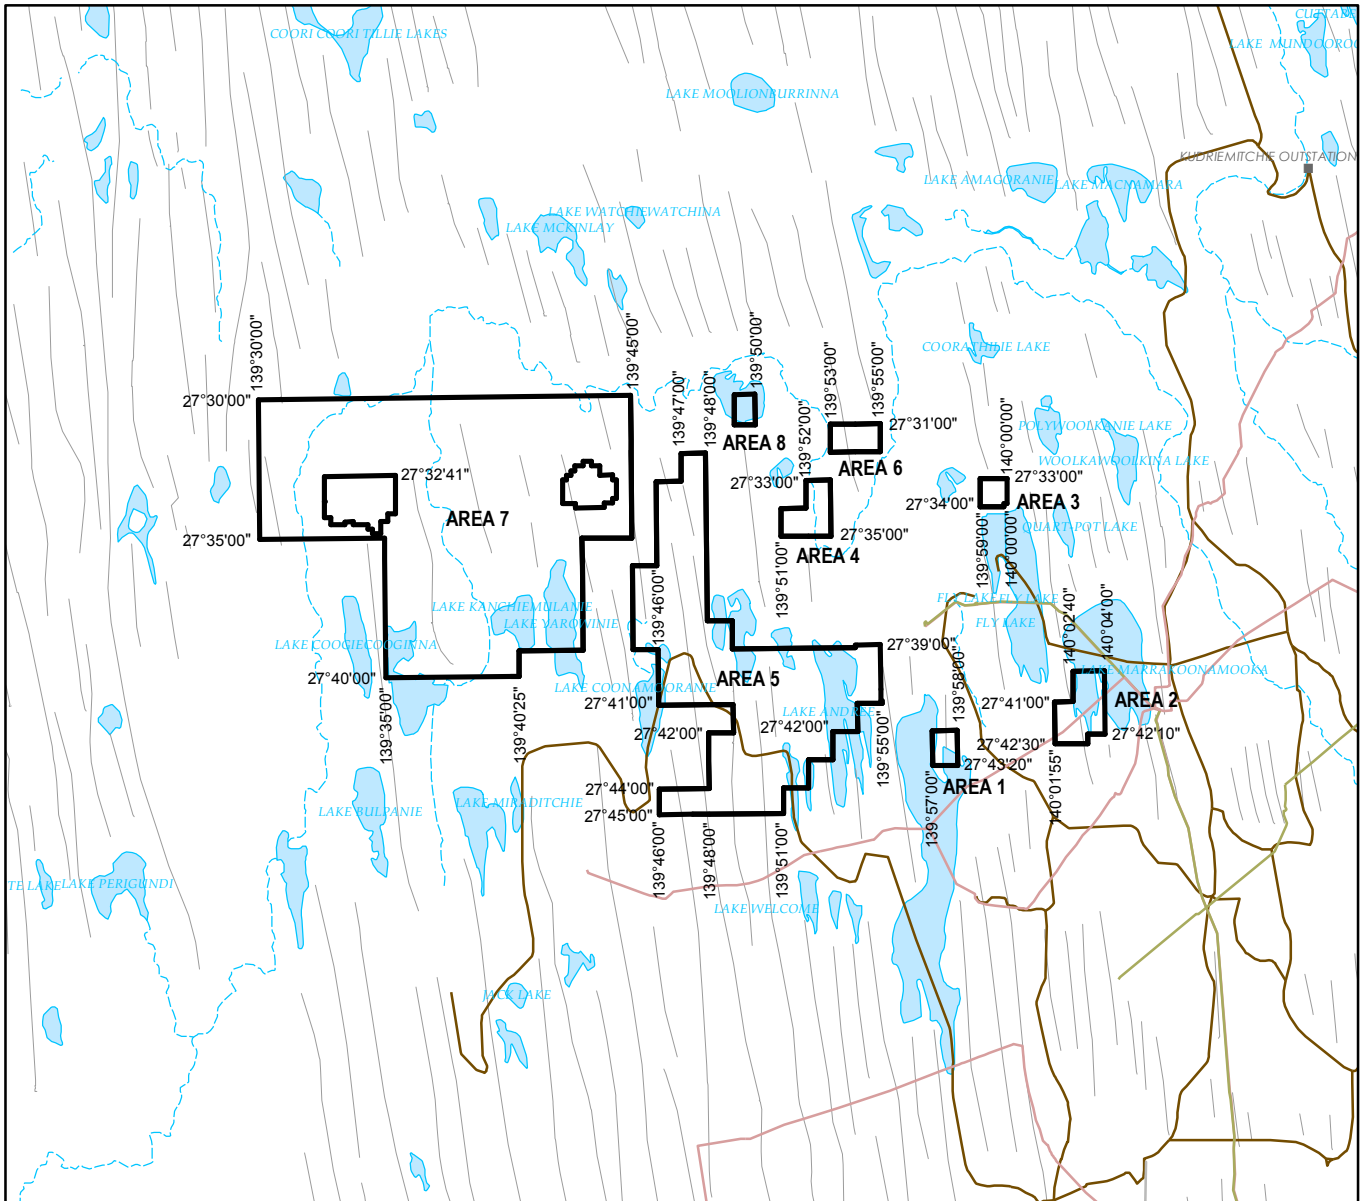 CUTTABE
COORI COORI TILLIE LAKES
LAKE MUNDOOROO
LAKE MOOLIONBURRINNA
KUDRIEMITCHIE OUTSTATION
LAKE AMAGORANIE
LAKE MACNAMARA
LAKE WATCHIEWATCHINA
LAKE MCKINLAY
COORATHILIE LAKE
139°30'00"
139°45'00"
139°50'00"
139°47'00"
139°48'00"
139°53'00"
139°55'00"
27°30'00"
139°52'00"
27°31'00"
POLYWOOLKANIE LAKE
AREA 8
140°00'00"
WOOLKAWOOLKINA LAKE
AREA 6
27°32'41"
27°33'00"
27°33'00"
27°34'00"
AREA 3
AREA 7
QUART-POT LAKE
27°35'00"
27°35'00"
AREA 4
139°51'00"
139°59'00"
140°00'00"
139°46'00"
FLY LAKE
FLY LAKE
FLY LAKE
LAKE KANCHIEMULANIE
LAKE YAROWINIE
LAKE COOGIECOOGINNA
140°02'40"
140°04'00"
27°39'00"
139°58'00"
LAKE MARKAKOONAMOOKA
27°40'00"
AREA 5
LAKE COONAMOORANIE
27°41'00"
27°41'00"
AREA 2
LAKE ANDREE
139°35'00"
139°40'25"
27°42'00"
27°42'00"
139°55'00"
27°42'30"
27°42'10"
27°43'20"
AREA 1
139°57'00"
140°01'55"
27°44'00"
27°45'00"
LAKE MIRADITCHIE
LAKE BULPANIE
139°46'00"
139°48'00"
139°51'00"
TE LAKE
LAKE PERIGUNDI
LAKE WELCOME
JACK LAKE